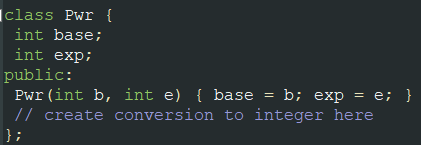 class Pwr {
int base;
int exp;
public:
Pwr(int b, int e) { base = b; exp = e; }
// create conversion to integer here
};